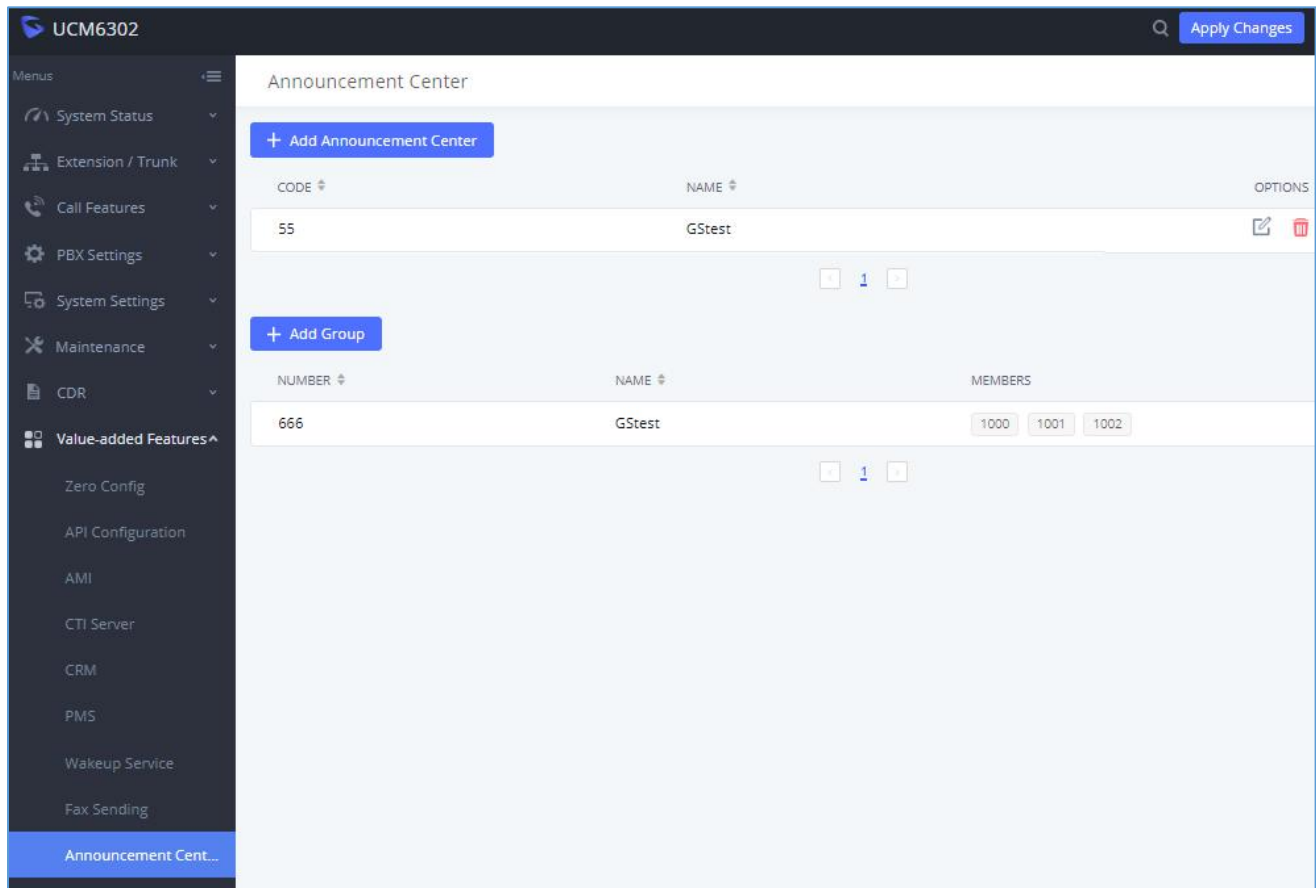 UCM6302
Apply Changes
Menus
System Status
Extension / Trunk
Call Features
PBX Settings
System Settings
Maintenance
CDR
Value-added Features
Zero Config
API Configuration
AMI
CTI Server
CRM
PMS
Wakeup Service
Fax Sending
Announcement Cent...
Announcement Center
+ Add Announcement Center
CODE NAME OPTIONS
55 GStest
< 1 >
+ Add Group
NUMBER NAME MEMBERS
666 GStest 1000 1001 1002
< 1 >